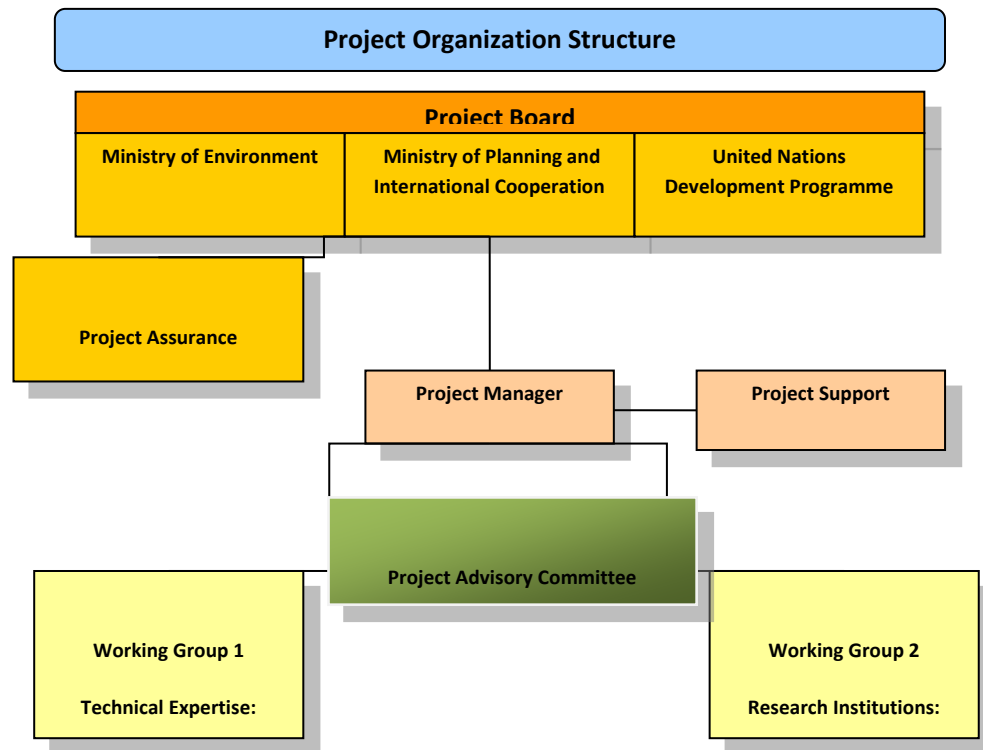 Project Organization Structure
Project Board
Ministry of Environment
Ministry of Planning and
International Cooperation
United Nations
Development Programme
Project Assurance
Project Manager
Project Support
Project Advisory Committee
Working Group 1
Technical Expertise:
Working Group 2
Research Institutions: